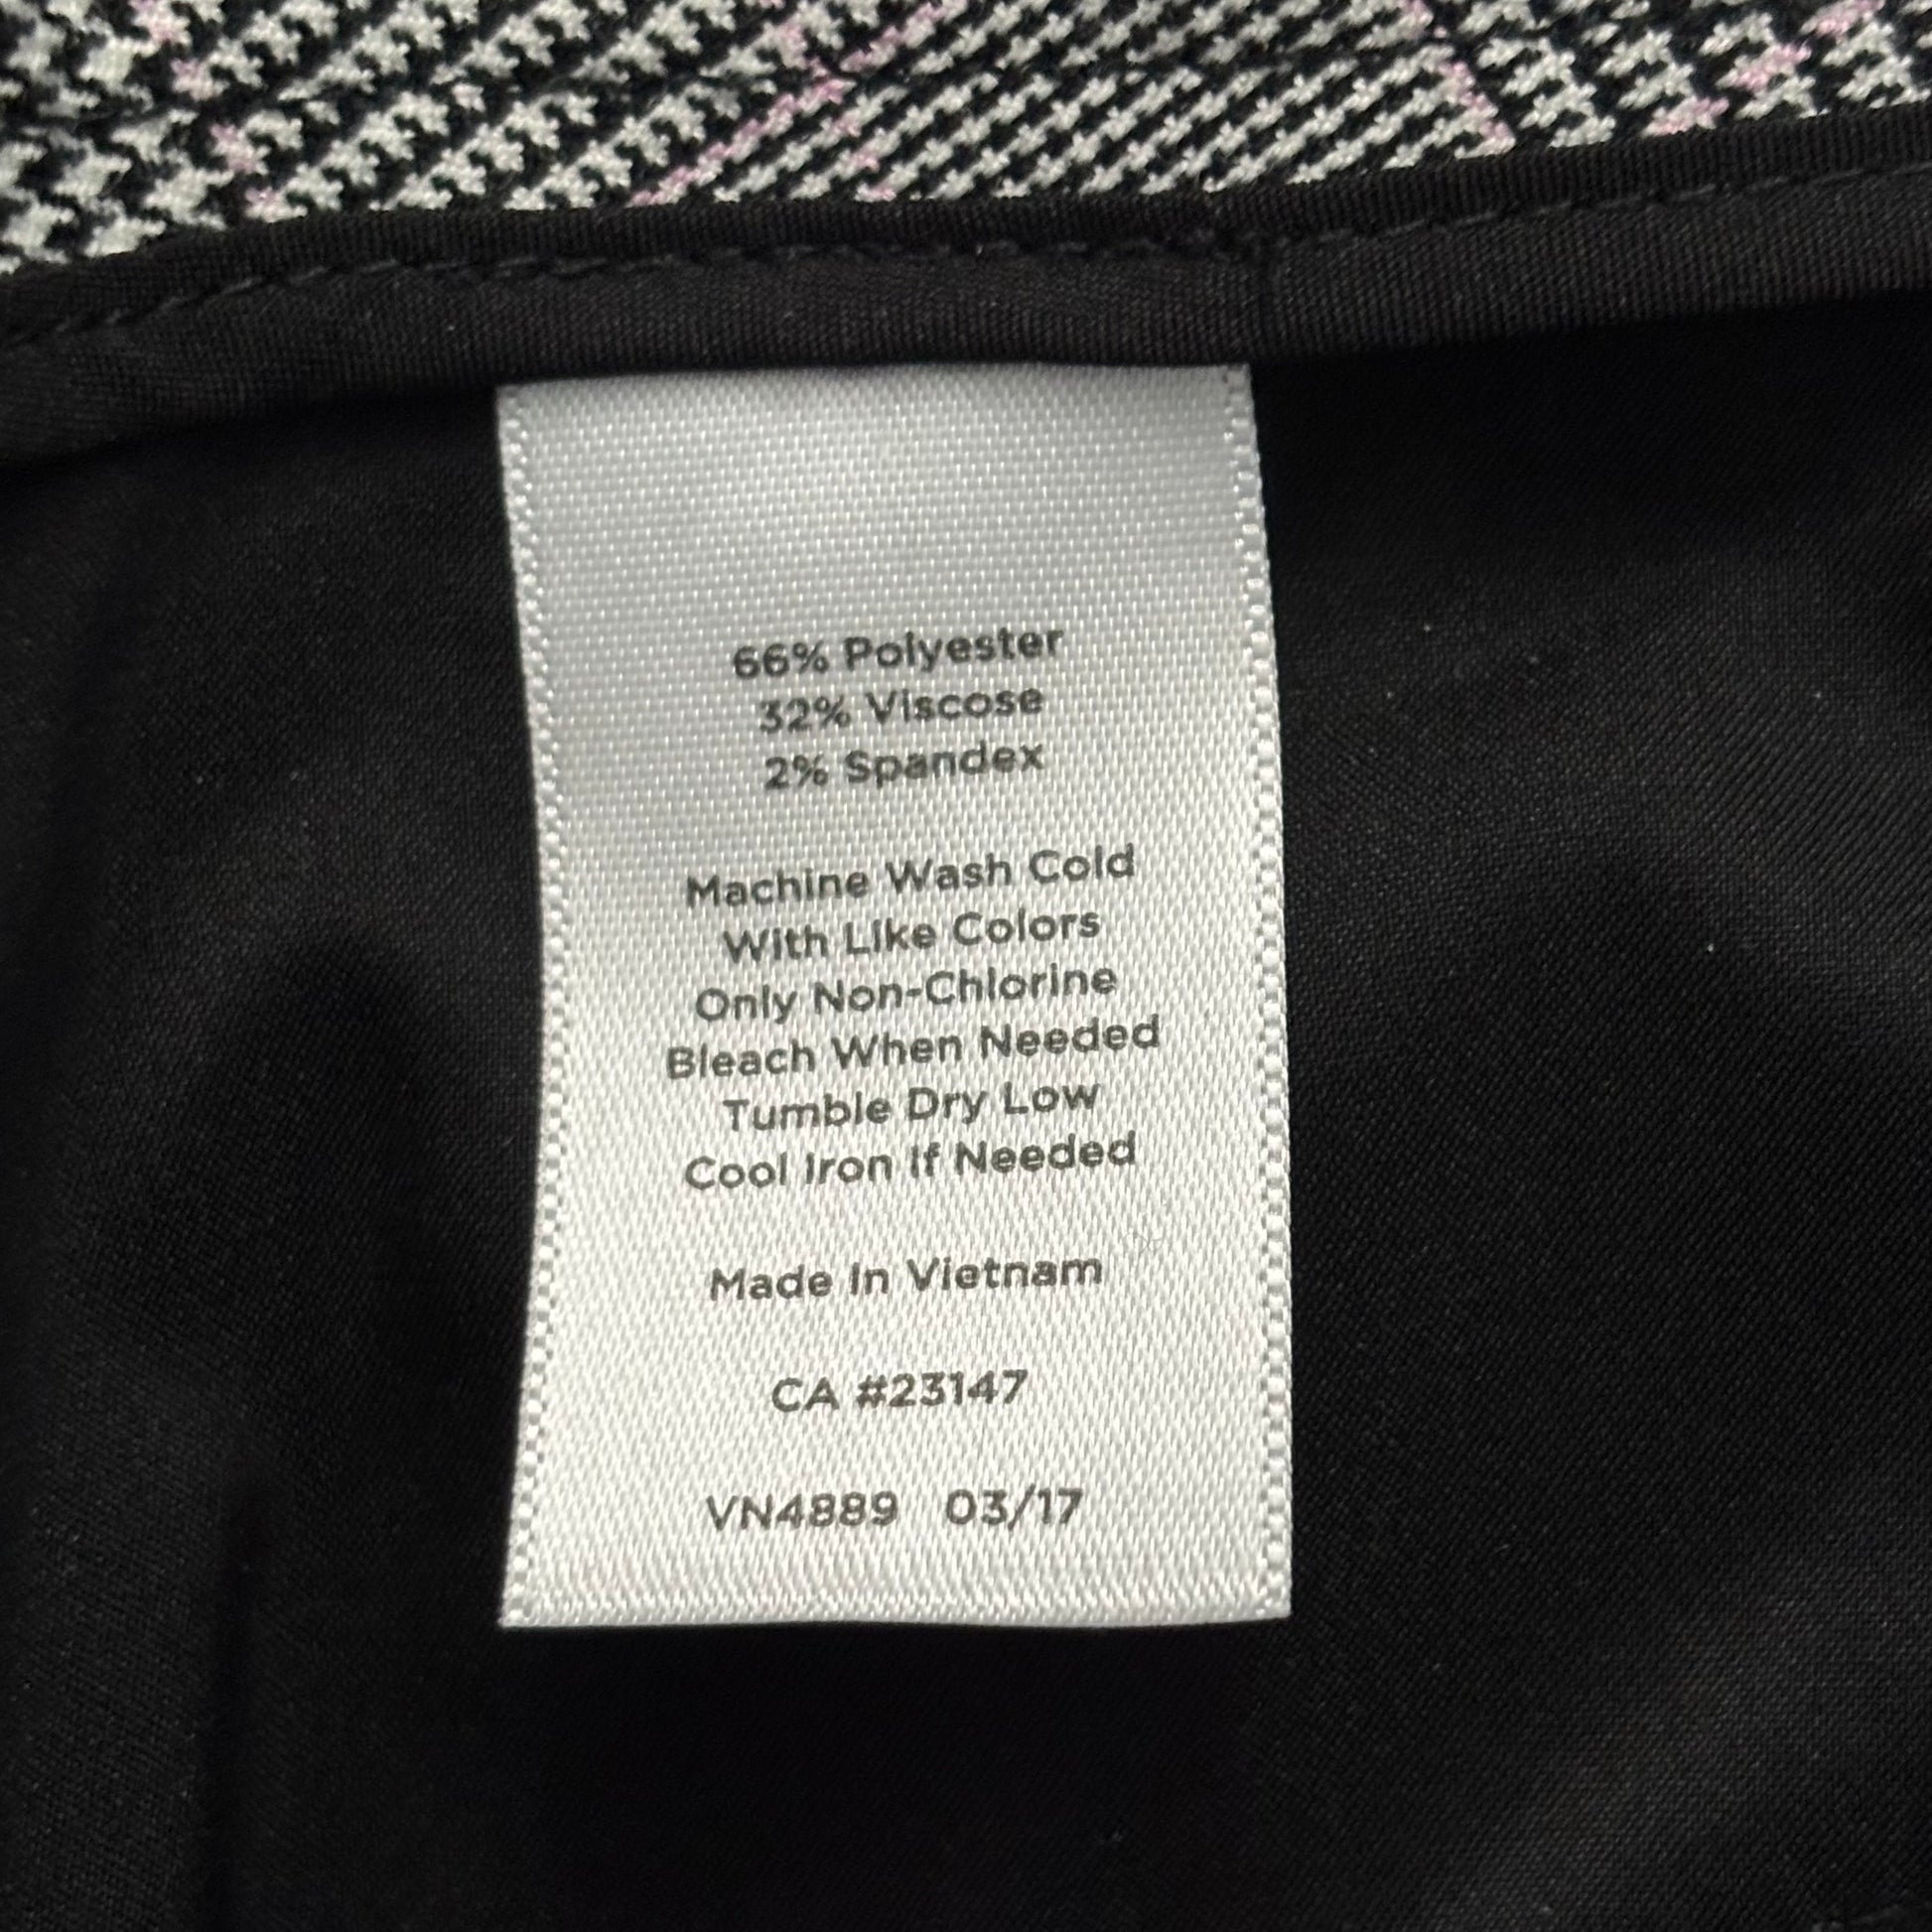 66% Polyester
32% Viscose
2% Spandex
Machine Wash Cold
With Like Colors
Only Non-Chlorine
Bleach When Needed
Tumble Dry Low
Cool Iron If Needed
Made In Vietnam
CA #23147
VN4889 03/17